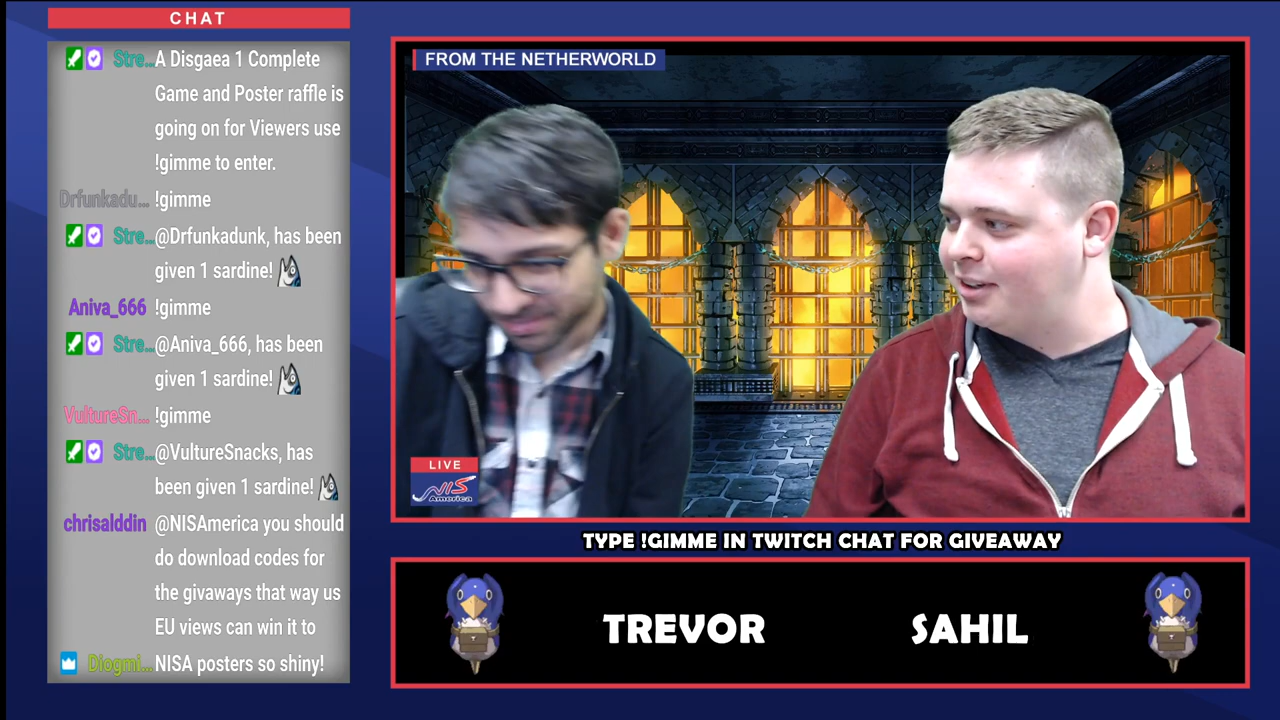 CHAT
Stre...A Disgaea 1 Complete
Game and Poster raffle is
going on for Viewers use
!gimme to enter.
Drfunkadu... !gimme
Stre...@Drfunkadunk, has been
given 1 sardine!
Aniva_666 !gimme
Stre...@Aniva_666, has been
given 1 sardine!
VultureSn... !gimme
Stre...@VultureSnacks, has
been given 1 sardine!
chrisalddin @NISAmerica you should
do download codes for
the givaways that way us
EU views can win it to
Diogmi...NISA posters so shiny!
FROM THE NETHERWORLD
LIVE
NIS
America
TYPE !GIMME IN TWITCH CHAT FOR GIVEAWAY
TREVOR
SAHIL